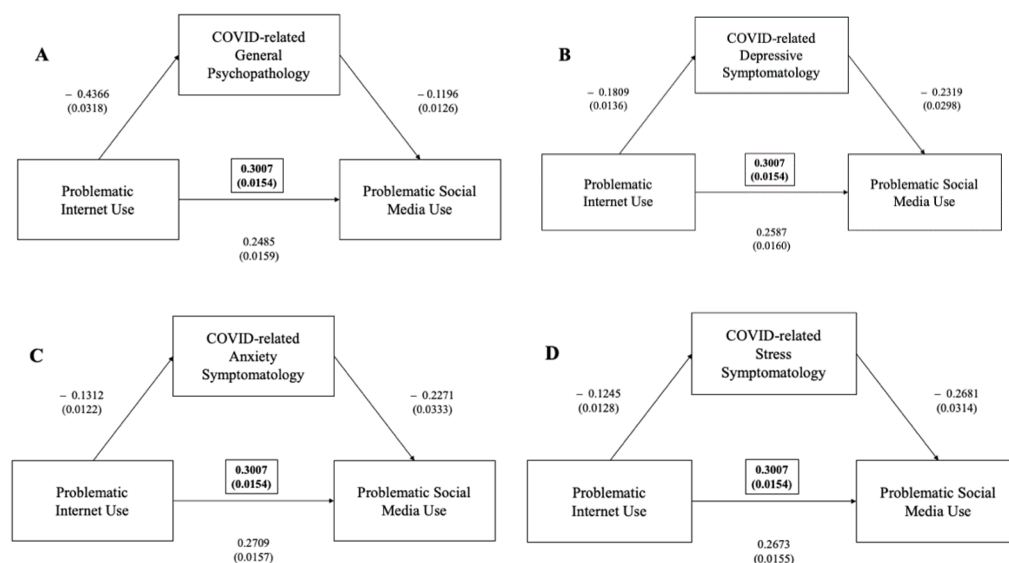 A
COVID-related
General
Psychopathology
– 0.4366
(0.0318)
– 0.1196
(0.0126)
Problematic
Internet Use
0.3007
(0.0154)
Problematic Social
Media Use
0.2485
(0.0159)
B
COVID-related
Depressive
Symptomatology
– 0.1809
(0.0136)
– 0.2319
(0.0298)
Problematic
Internet Use
0.3007
(0.0154)
Problematic Social
Media Use
0.2587
(0.0160)
C
COVID-related
Anxiety
Symptomatology
– 0.1312
(0.0122)
– 0.2271
(0.0333)
Problematic
Internet Use
0.3007
(0.0154)
Problematic Social
Media Use
0.2709
(0.0157)
D
COVID-related
Stress
Symptomatology
– 0.1245
(0.0128)
– 0.2681
(0.0314)
Problematic
Internet Use
0.3007
(0.0154)
Problematic Social
Media Use
0.2673
(0.0155)